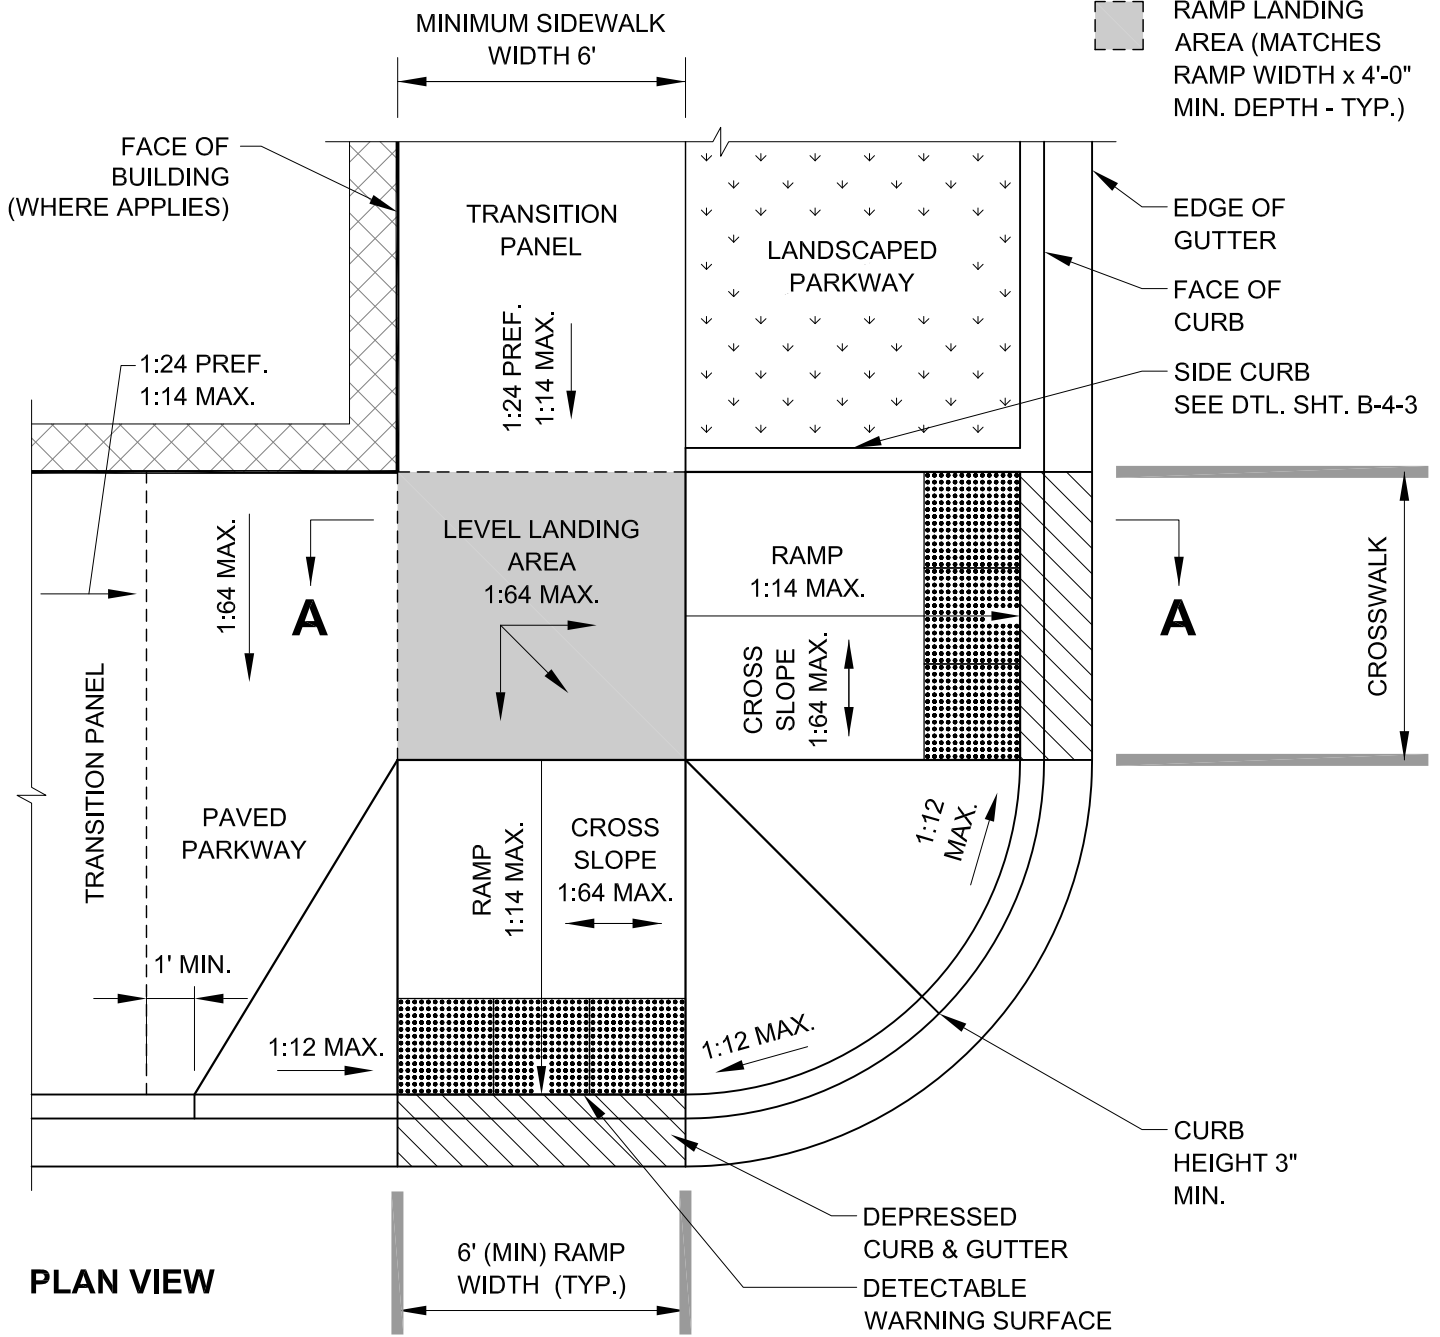 MINIMUM SIDEWALK
WIDTH 6'
RAMP LANDING
AREA (MATCHES
RAMP WIDTH x 4'-0"
MIN. DEPTH - TYP.)
FACE OF
BUILDING
(WHERE APPLIES)
TRANSITION
PANEL
LANDSCAPED
PARKWAY
EDGE OF
GUTTER
FACE OF
CURB
1:24 PREF.
1:14 MAX.
1:24 PREF.
1:14 MAX.
SIDE CURB
SEE DTL. SHT. B-4-3
1:64 MAX.
A
LEVEL LANDING
AREA
1:64 MAX.
RAMP
1:14 MAX.
CROSS
SLOPE
1:64 MAX.
A
CROSSWALK
TRANSITION PANEL
PAVED
PARKWAY
RAMP
1:14 MAX.
CROSS
SLOPE
1:64 MAX.
1:12
MAX.
1' MIN.
1:12 MAX.
1:12 MAX.
CURB
HEIGHT 3"
MIN.
DEPRESSED
CURB & GUTTER
6' (MIN) RAMP
WIDTH (TYP.)
DETECTABLE
WARNING SURFACE
PLAN VIEW